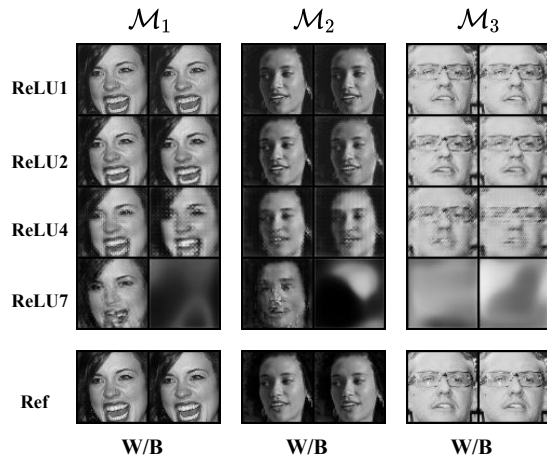 M₁ M₂ M₃
ReLU1
ReLU2
ReLU4
ReLU7
Ref
W/B W/B W/B